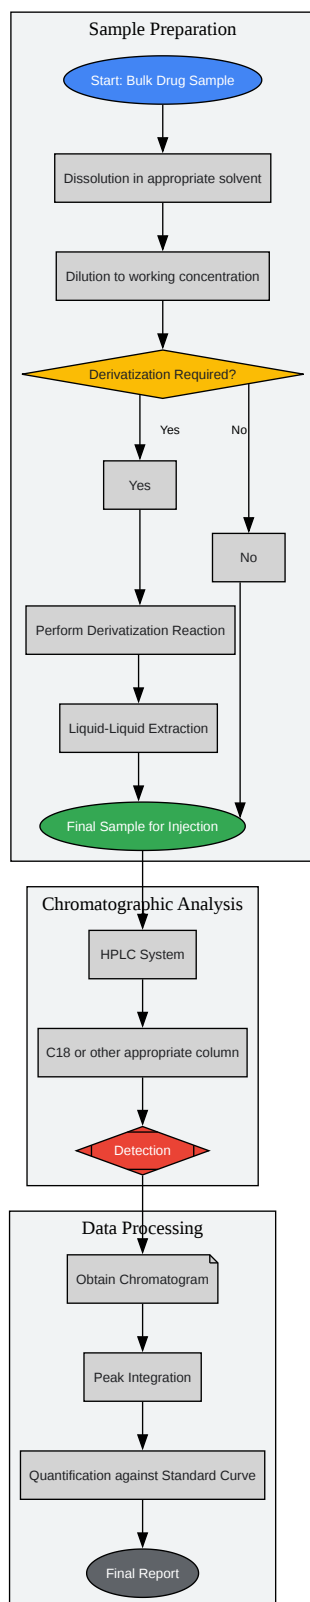 Sample Preparation
Start: Bulk Drug Sample
Dissolution in appropriate solvent
Dilution to working concentration
Derivatization Required?
Yes
No
Yes
No
Perform Derivatization Reaction
Liquid-Liquid Extraction
Final Sample for Injection
Chromatographic Analysis
HPLC System
C18 or other appropriate column
Detection
Data Processing
Obtain Chromatogram
Peak Integration
Quantification against Standard Curve
Final Report